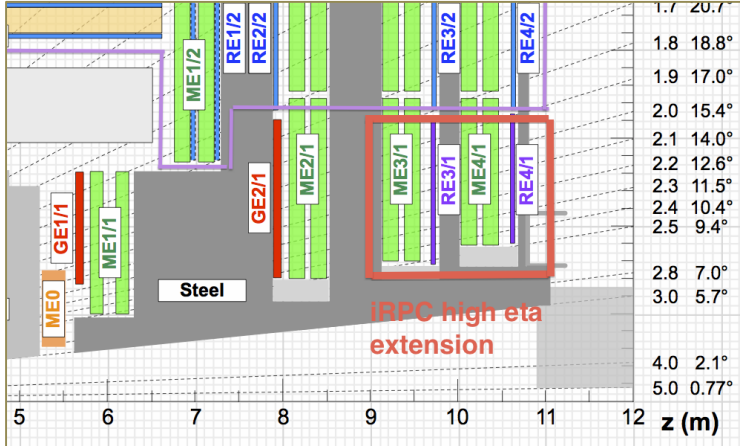 1.7 20.7°
1.8 18.8°
1.9 17.0°
2.0 15.4°
2.1 14.0°
2.2 12.6°
2.3 11.5°
2.4 10.4°
2.5 9.4°
2.8 7.0°
3.0 5.7°
4.0 2.1°
5.0 0.77°
ME1/2
RE1/2
RE2/2
RE3/2
RE4/2
GE1/1
ME1/1
GE2/1
ME2/1
ME3/1
RE3/1
ME4/1
RE4/1
ME0
Steel
iRPC high eta
extension
5 6 7 8 9 10 11 12 z (m)